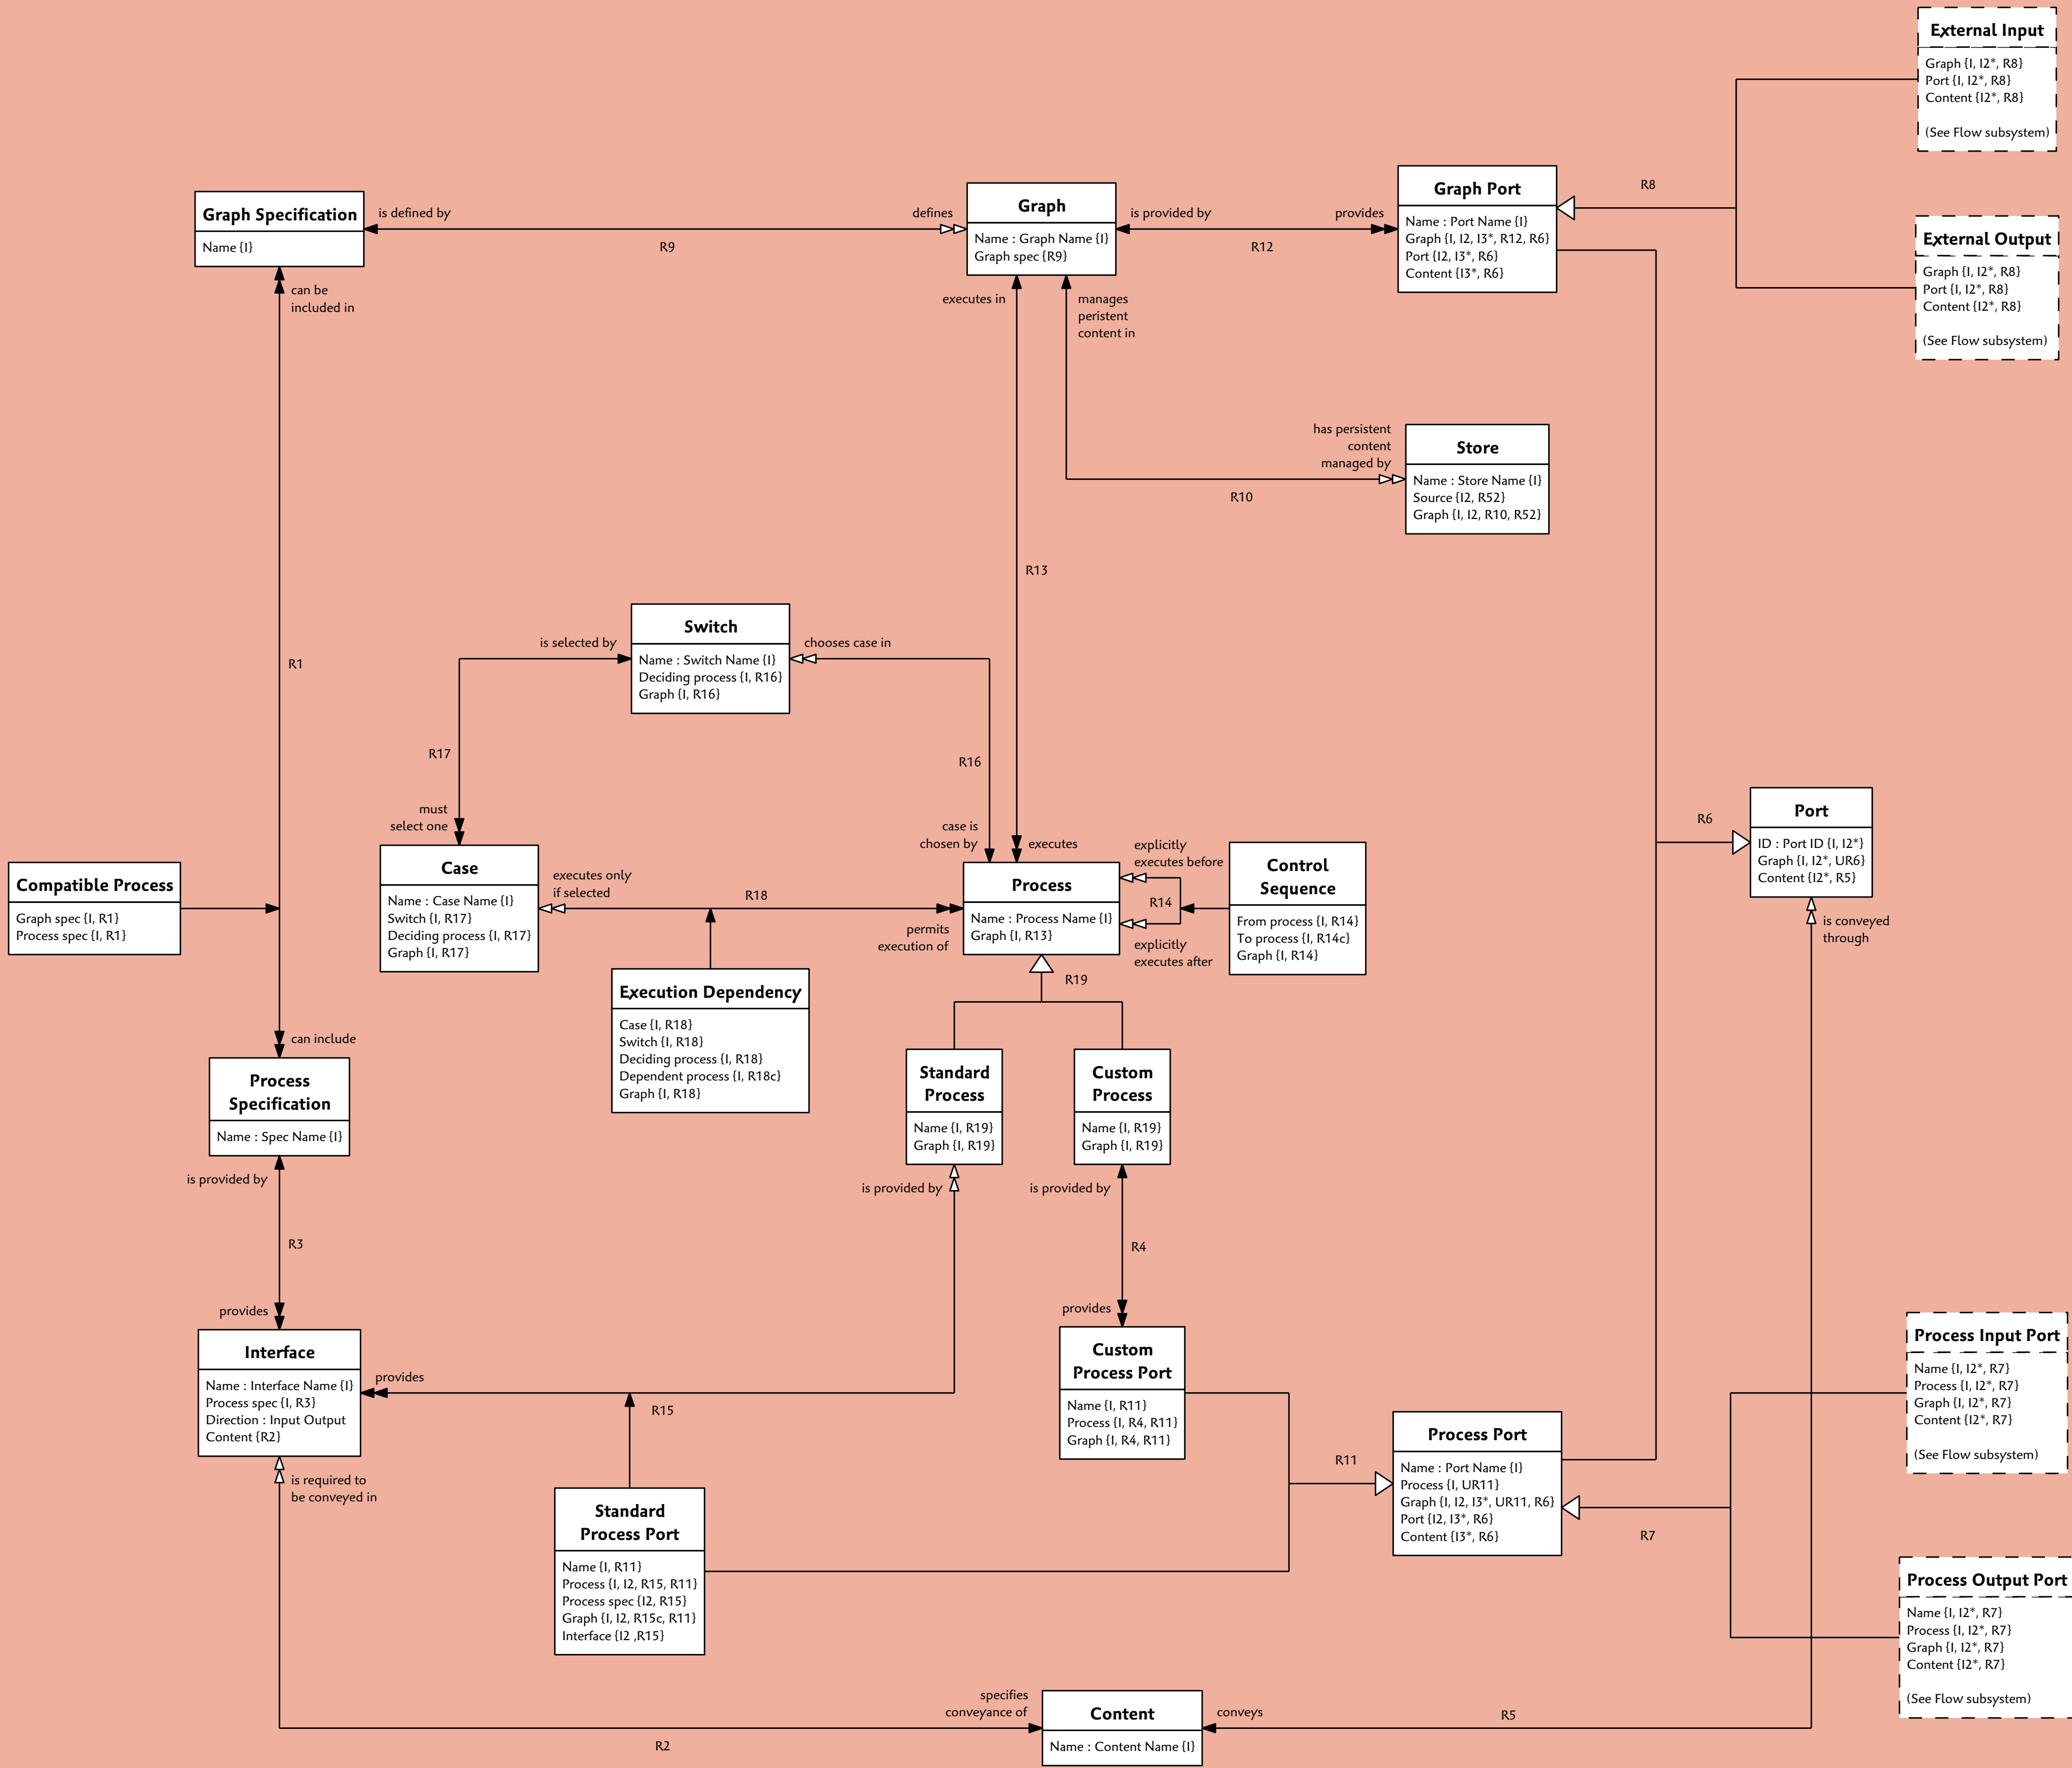 External Input
Graph {I, I2*, R8}
Port {I, I2*, R8}
Content {I2*, R8}
(See Flow subsystem)
External Output
Graph {I, I2*, R8}
Port {I, I2*, R8}
Content {I2*, R8}
(See Flow subsystem)
R8
Graph Port
Name : Port Name {I}
Graph {I, I2, I3*, R12, R6}
Port {I2, I3*, R6}
Content {I3*, R6}
Graph Specification
Name {I}
is defined by
R9
defines
Graph
Name : Graph Name {I}
Graph spec {R9}
is provided by
R12
provides
can be
included in
executes in
manages
peristent
content in
has persistent
content
managed by
R10
Store
Name : Store Name {I}
Source {I2, R52}
Graph {I, I2, R10, R52}
R13
R1
Switch
Name : Switch Name {I}
Deciding process {I, R16}
Graph {I, R16}
is selected by
chooses case in
R17
R16
must
select one
case is
chosen by
executes
Case
Name : Case Name {I}
Switch {I, R17}
Deciding process {I, R17}
Graph {I, R17}
executes only
if selected
R18
permits
execution of
Process
Name : Process Name {I}
Graph {I, R13}
explicitly
executes before
R14
explicitly
executes after
Control
Sequence
From process {I, R14}
To process {I, R14c}
Graph {I, R14}
R6
Port
ID : Port ID {I, I2*}
Graph {I, I2*, UR6}
Content {I2*, R5}
is conveyed
through
Compatible Process
Graph spec {I, R1}
Process spec {I, R1}
Execution Dependency
Case {I, R18}
Switch {I, R18}
Deciding process {I, R18}
Dependent process {I, R18c}
Graph {I, R18}
R19
can include
Process
Specification
Name : Spec Name {I}
Standard
Process
Name {I, R19}
Graph {I, R19}
Custom
Process
Name {I, R19}
Graph {I, R19}
is provided by
R3
provides
is provided by
is provided by
R4
provides
Interface
Name : Interface Name {I}
Process spec {I, R3}
Direction : Input Output
Content {R2}
provides
R15
Custom
Process Port
Name {I, R11}
Process {I, R4, R11}
Graph {I, R4, R11}
R11
Process Port
Name : Port Name {I}
Process {I, UR11}
Graph {I, I2, I3*, UR11, R6}
Port {I2, I3*, R6}
Content {I3*, R6}
R7
Process Input Port
Name {I, I2*, R7}
Process {I, I2*, R7}
Graph {I, I2*, R7}
Content {I2*, R7}
(See Flow subsystem)
Process Output Port
Name {I, I2*, R7}
Process {I, I2*, R7}
Graph {I, I2*, R7}
Content {I2*, R7}
(See Flow subsystem)
is required to
be conveyed in
Standard
Process Port
Name {I, R11}
Process {I, I2, R15, R11}
Process spec {I2, R15}
Graph {I, I2, R15c, R11}
Interface {I2 ,R15}
specifies
conveyance of
R2
Content
Name : Content Name {I}
conveys
R5